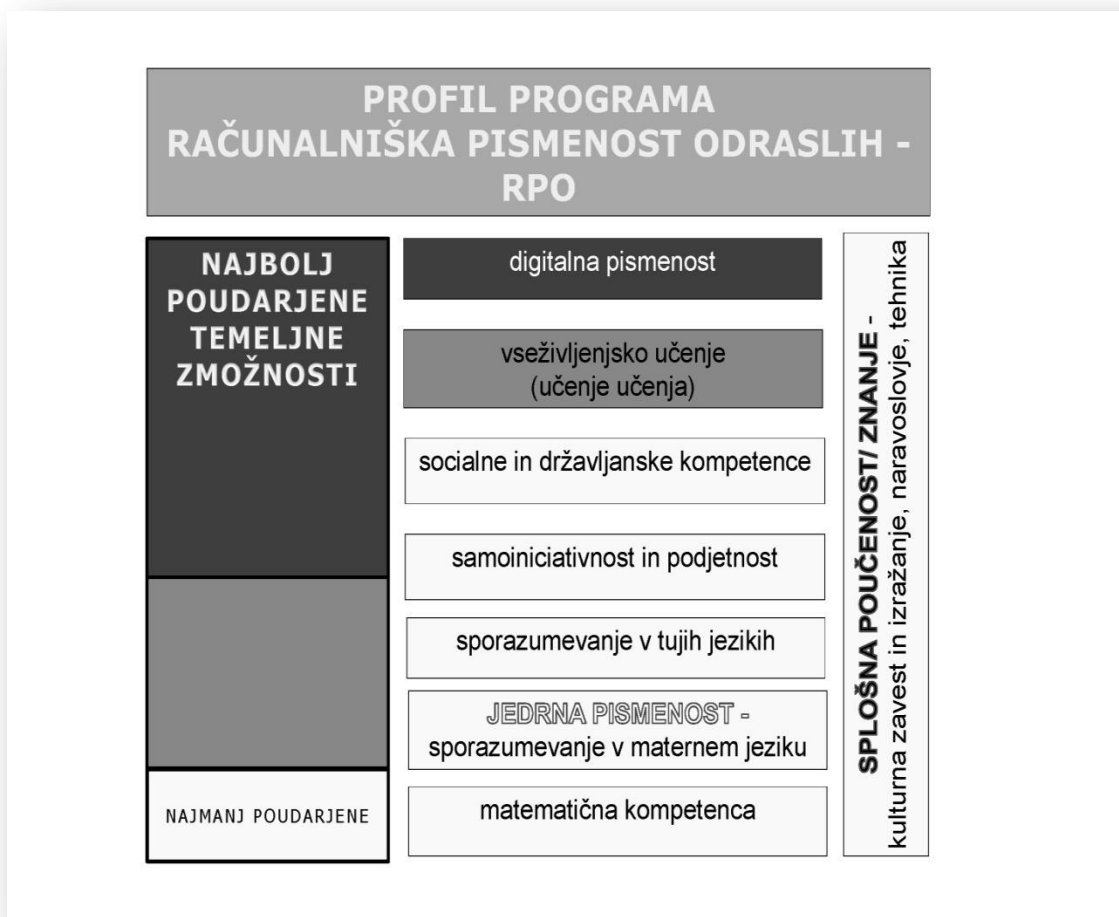 PROFIL PROGRAMA
RAČUNALNIŠKA PISMENOST ODRASLIH -
RPO
NAJBOLJ
POUDARJENE
TEMELJNE
ZMOŽNOSTI
NAJMANJ POUDARJENE
digitalna pismenost
vseživljenjsko učenje
(učenje učenja)
socialne in državljanske kompetence
samoiniciativnost in podjetnost
sporazumevanje v tujih jezikih
JEDRNA PISMENOST -
sporazumevanje v maternem jeziku
matematična kompetenca
SPLOŠNA POUČENOST/ ZNANJE -
kulturna zavest in izražanje, naravoslovje, tehnika